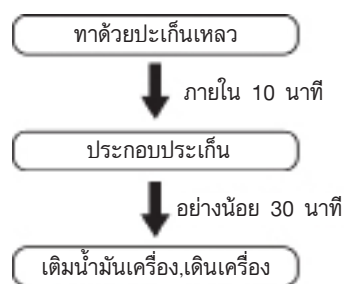 ทาด้วยปะเก็นเหลว
ภายใน 10 นาที
ประกอบประเก็น
อย่างน้อย 30 นาที
เติมน้ำมันเครื่อง,เดินเครื่อง